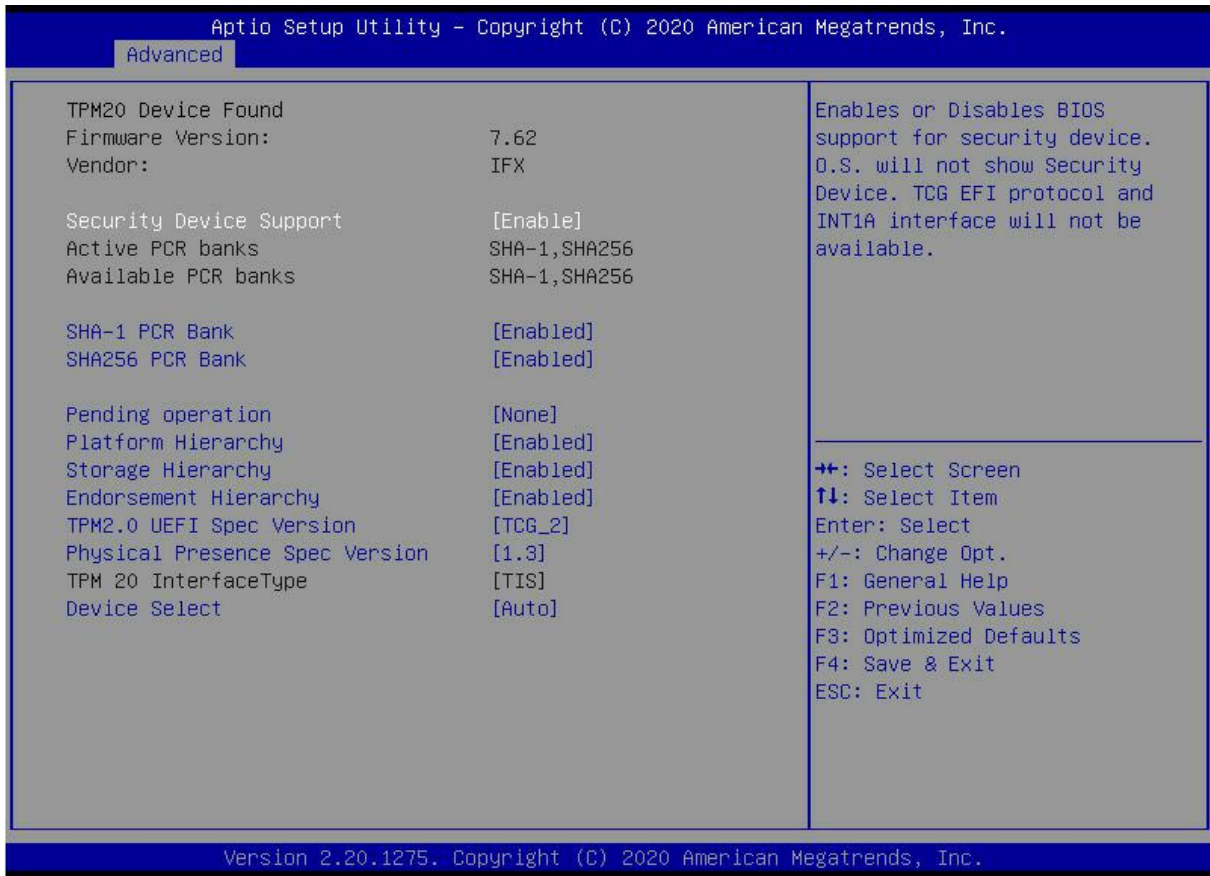 Aptio Setup Utility – Copyright (C) 2020 American Megatrends, Inc.
Advanced
TPM20 Device Found
Firmware Version: 7.62
Vendor: IFX
Security Device Support [Enable]
Active PCR banks SHA-1,SHA256
Available PCR banks SHA-1,SHA256
SHA-1 PCR Bank [Enabled]
SHA256 PCR Bank [Enabled]
Pending operation [None]
Platform Hierarchy [Enabled]
Storage Hierarchy [Enabled]
Endorsement Hierarchy [Enabled]
TPM2.0 UEFI Spec Version [TCG_2]
Physical Presence Spec Version [1.3]
TPM 20 InterfaceType [TIS]
Device Select [Auto]
Enables or Disables BIOS
support for security device.
O.S. will not show Security
Device. TCG EFI protocol and
INT1A interface will not be
available.
→←: Select Screen
↑↓: Select Item
Enter: Select
+/-: Change Opt.
F1: General Help
F2: Previous Values
F3: Optimized Defaults
F4: Save & Exit
ESC: Exit
Version 2.20.1275. Copyright (C) 2020 American Megatrends, Inc.